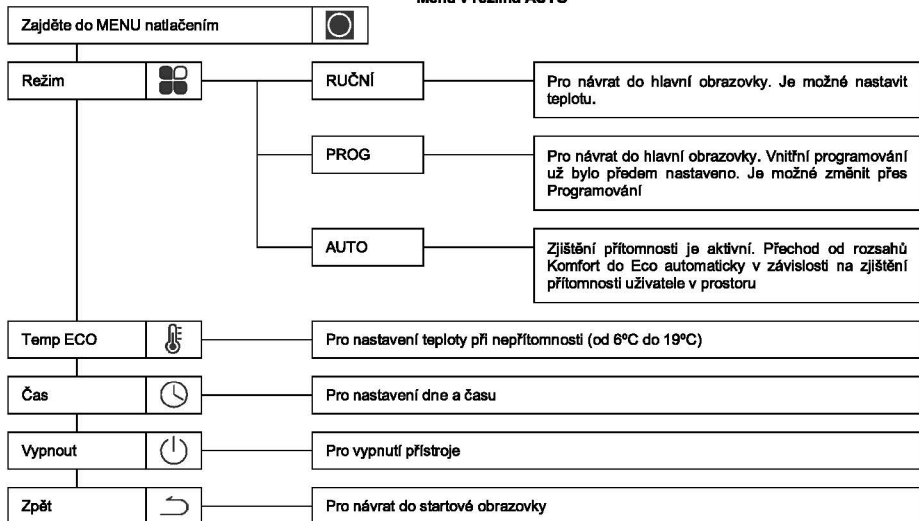 Menu v režimu AUTO
Zajděte do MENU natlačením
Režim
RUČNÍ
Pro návrat do hlavní obrazovky. Je možné nastavit
teplotu.
PROG
Pro návrat do hlavní obrazovky. Vnitřní programování
už bylo předem nastaveno. Je možné změnit přes
Programování
AUTO
Zjištění přítomnosti je aktivní. Přechod od rozsahů
Komfort do Eco automaticky v závislosti na zjištění
přítomnosti uživatele v prostoru
Temp ECO
Pro nastavení teploty při nepřítomnosti (od 6ºC do 19ºC)
Čas
Pro nastavení dne a času
Vypnout
Pro vypnutí přístroje
Zpět
Pro návrat do startové obrazovky